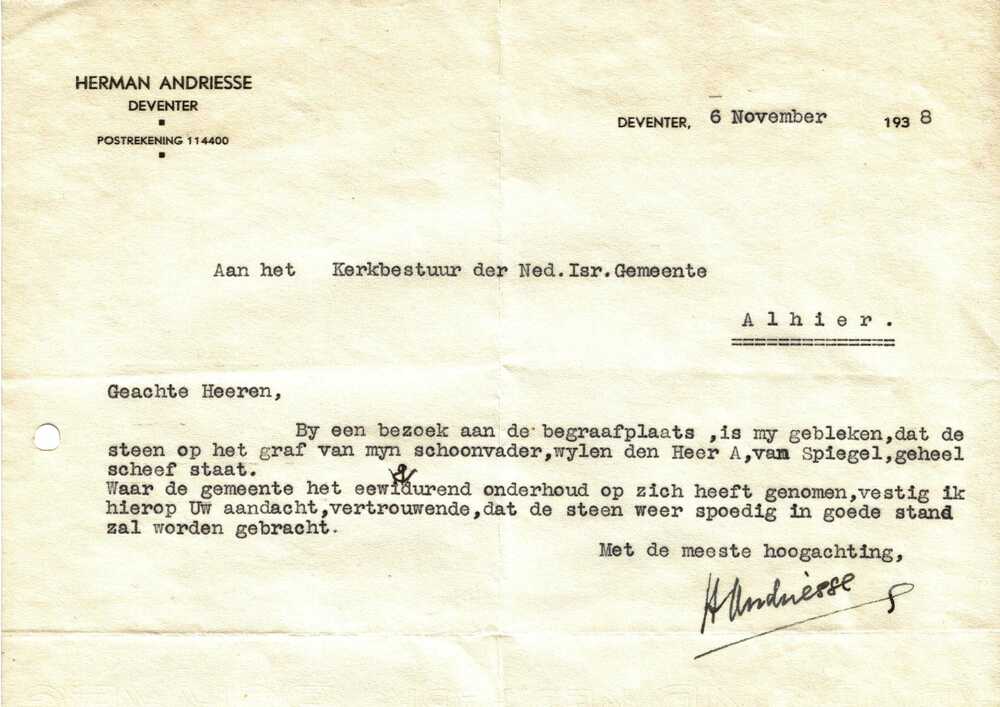 HERMAN ANDRIESSE
DEVENTER
POSTREKENING 114400
DEVENTER, 6 November 1938
Aan het Kerkbestuur der Ned.Isr.Gemeente
Alhier.
Geachte Heeren,
By een bezoek aan de begraafplaats ,is my gebleken,dat de
steen op het graf van myn schoonvader,wylen den Heer A,van Spiegel,geheel
scheef staat.
Waar de gemeente het eewigdurend onderhoud op zich heeft genomen,vestig ik
hierop Uw aandacht,vertrouwende,dat de steen weer spoedig in goede stand
zal worden gebracht.
Met de meeste hoogachting,
HAndriesse